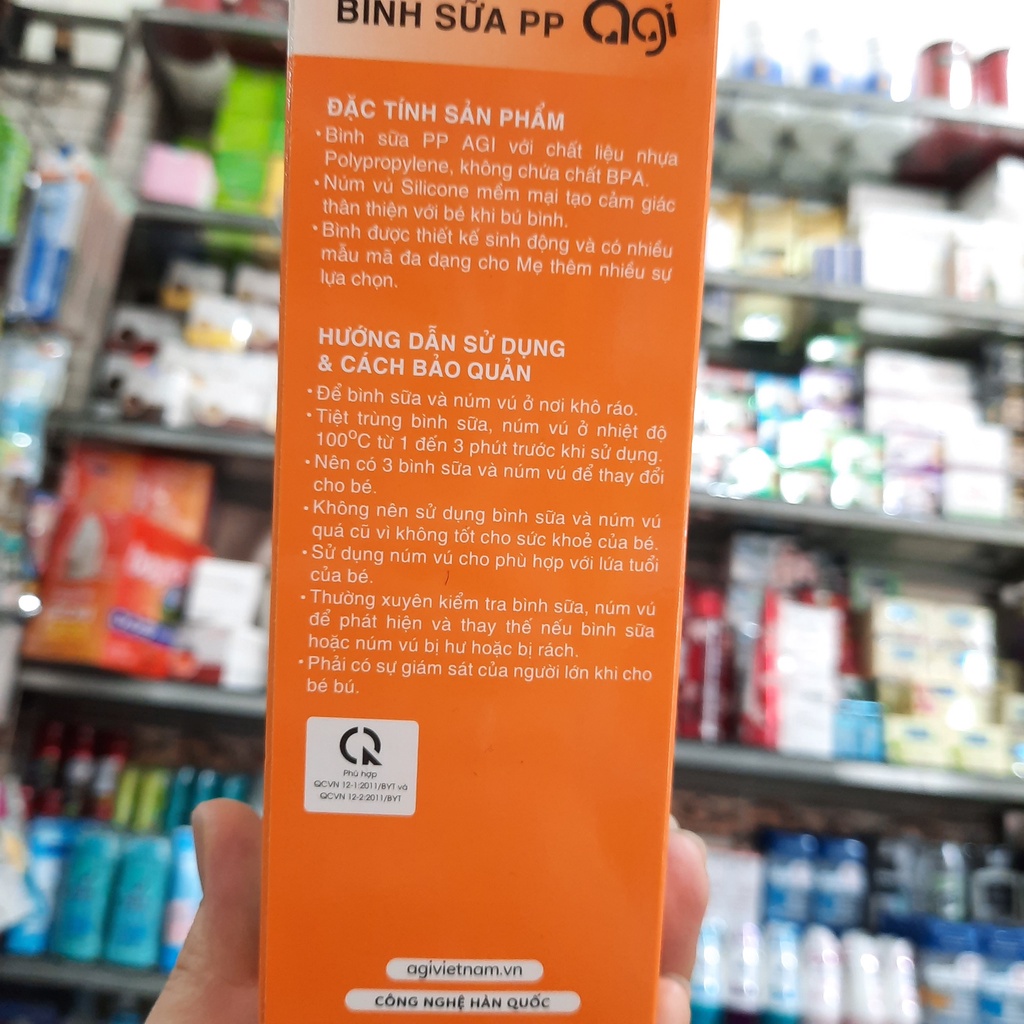 BÌNH SỮA PP agi
ĐẶC TÍNH SẢN PHẨM
• Bình sữa PP AGI với chất liệu nhựa
Polypropylene, không chứa chất BPA.
• Núm vú Silicone mềm mại tạo cảm giác
thân thiện với bé khi bú bình.
• Bình được thiết kế sinh động và có nhiều
mẫu mã đa dạng cho Mẹ thêm nhiều sự
lựa chọn.
HƯỚNG DẪN SỬ DỤNG
& CÁCH BẢO QUẢN
• Để bình sữa và núm vú ở nơi khô ráo.
• Tiệt trùng bình sữa, núm vú ở nhiệt độ
100°C từ 1 đến 3 phút trước khi sử dụng.
• Nên có 3 bình sữa và núm vú để thay đổi
cho bé.
• Không nên sử dụng bình sữa và núm vú
quá cũ vì không tốt cho sức khoẻ của bé.
• Sử dụng núm vú cho phù hợp với lứa tuổi
của bé.
• Thường xuyên kiểm tra bình sữa, núm vú
để phát hiện và thay thế nếu bình sữa
hoặc núm vú bị hư hoặc bị rách.
• Phải có sự giám sát của người lớn khi cho
bé bú.
Phù hợp
QCVN 12-1:2011/BYT và
QCVN 12-2:2011/BYT
agivietnam.vn
CÔNG NGHỆ HÀN QUỐC